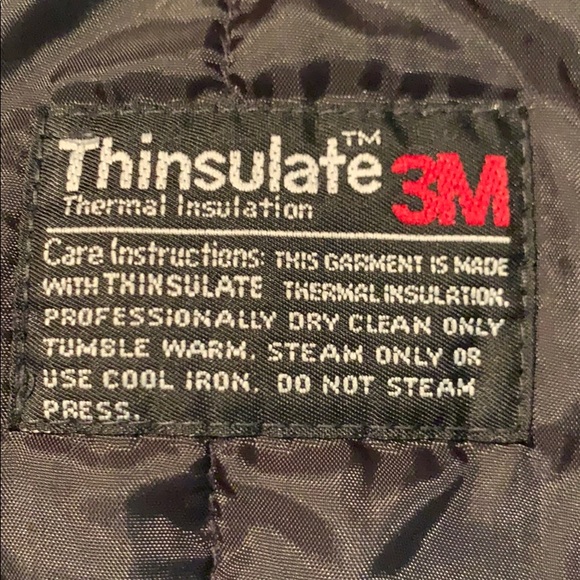 Thinsulate™ 3M
Thermal Insulation
Care Instructions: THIS GARMENT IS MADE
WITH THINSULATE THERMAL INSULATION.
PROFESSIONALLY DRY CLEAN ONLY
TUMBLE WARM. STEAM ONLY OR
USE COOL IRON. DO NOT STEAM
PRESS.